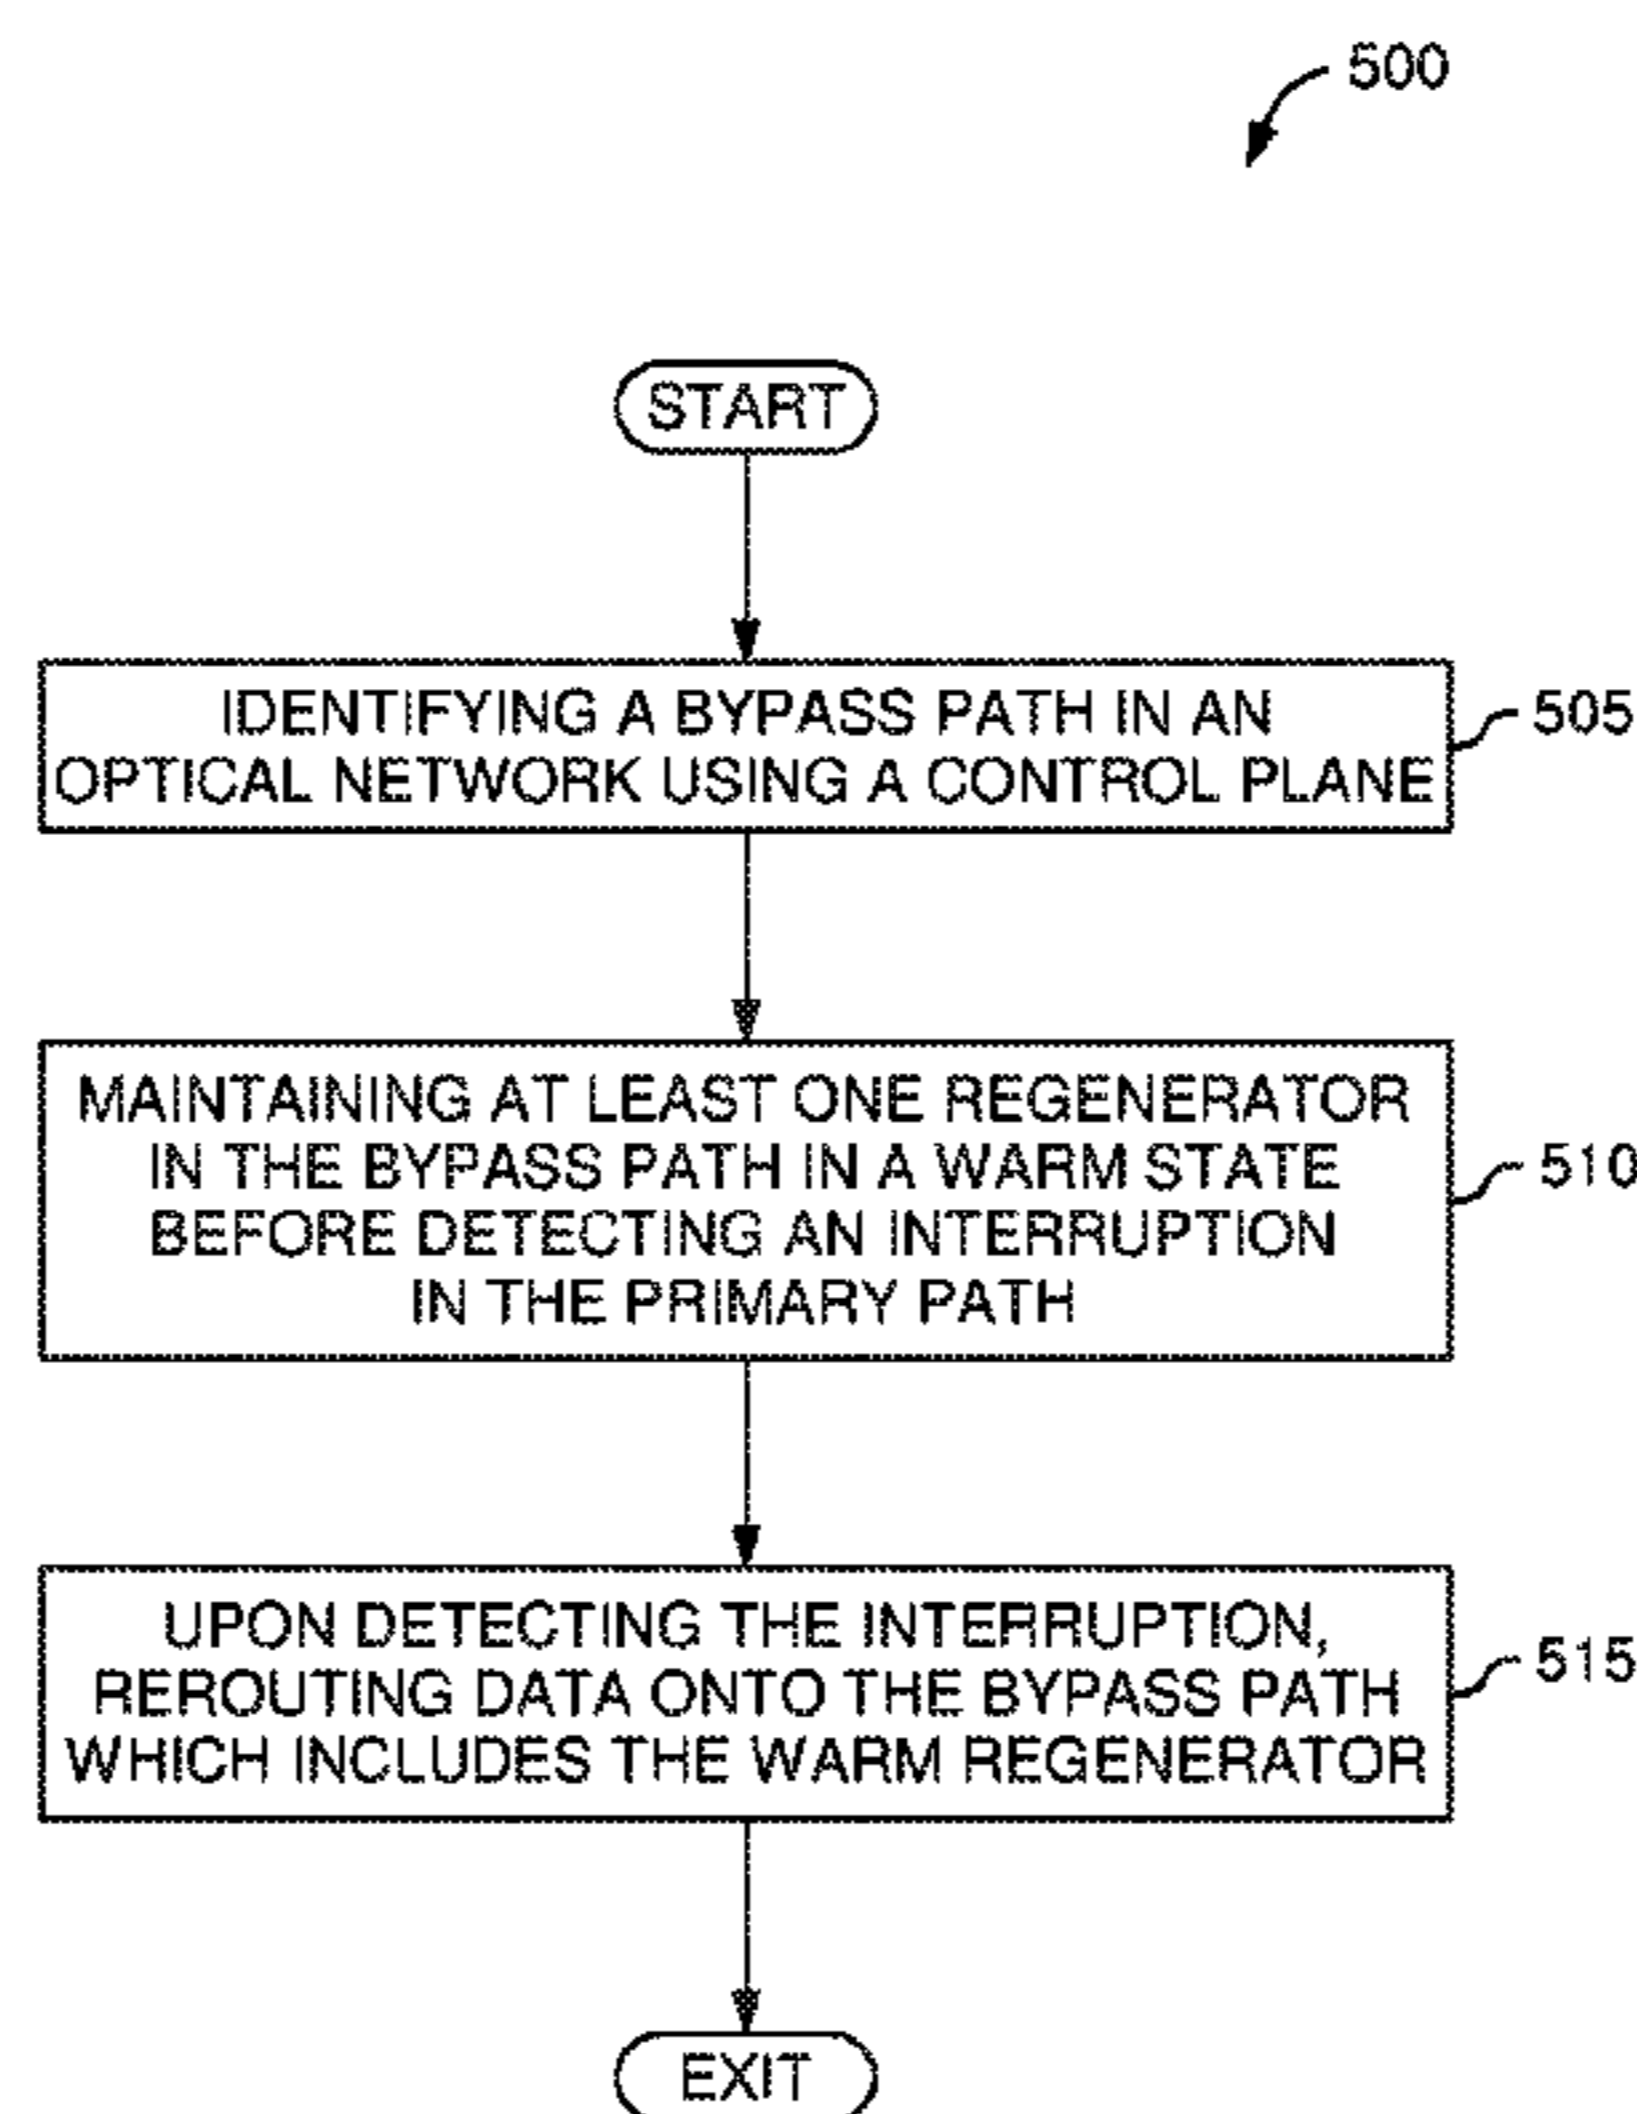 500
START
IDENTIFYING A BYPASS PATH IN AN
OPTICAL NETWORK USING A CONTROL PLANE
505
MAINTAINING AT LEAST ONE REGENERATOR
IN THE BYPASS PATH IN A WARM STATE
BEFORE DETECTING AN INTERRUPTION
IN THE PRIMARY PATH
510
UPON DETECTING THE INTERRUPTION,
REROUTING DATA ONTO THE BYPASS PATH
WHICH INCLUDES THE WARM REGENERATOR
515
EXIT